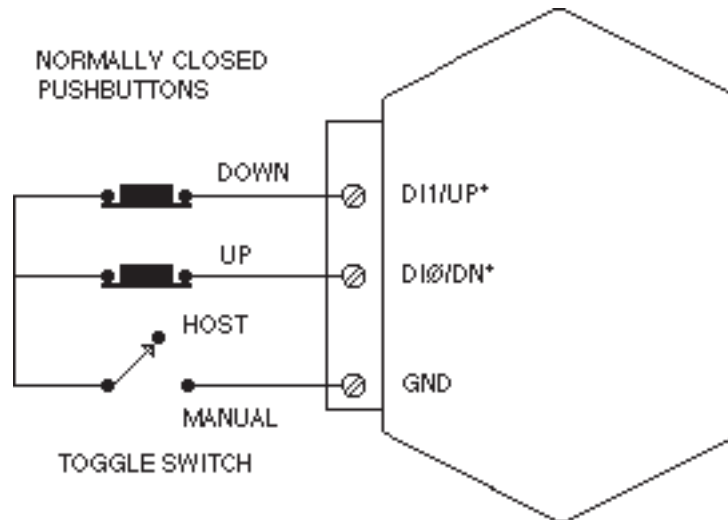 NORMALLY CLOSED
PUSHBUTTONS
DOWN
DI1/UP+
UP
DIØ/DN+
HOST
GND
MANUAL
TOGGLE SWITCH